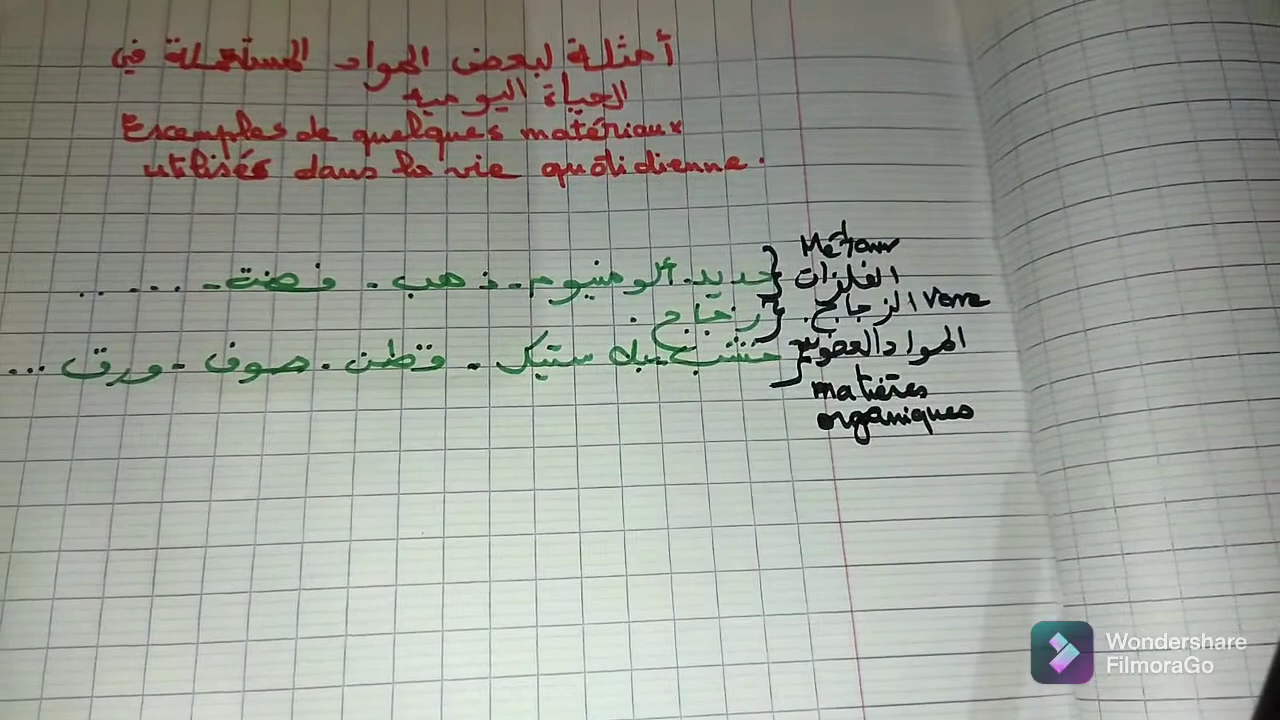 أمثلة لبعض المواد المستعملة في
الحياة اليومية
Exemples de quelques matériaux
utilisés dans la vie quotidienne.
Métaux
الفلزات } حديد - ألومنيوم - ذهب - فضة - .....
Verre الزجاج } زجاج .
المواد العضوية } خشب - بلاستيك - قطن - صوف - ورق ...
matières
organiques
Wondershare
FilmoraGo